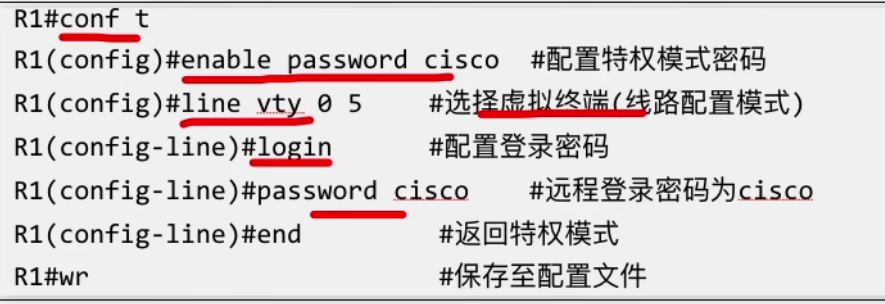 R1#conf t
R1(config)#enable password cisco #配置特权模式密码
R1(config)#line vty 0 5 #选择虚拟终端(线路配置模式)
R1(config-line)#login #配置登录密码
R1(config-line)#password cisco #远程登录密码为cisco
R1(config-line)#end #返回特权模式
R1#wr #保存至配置文件